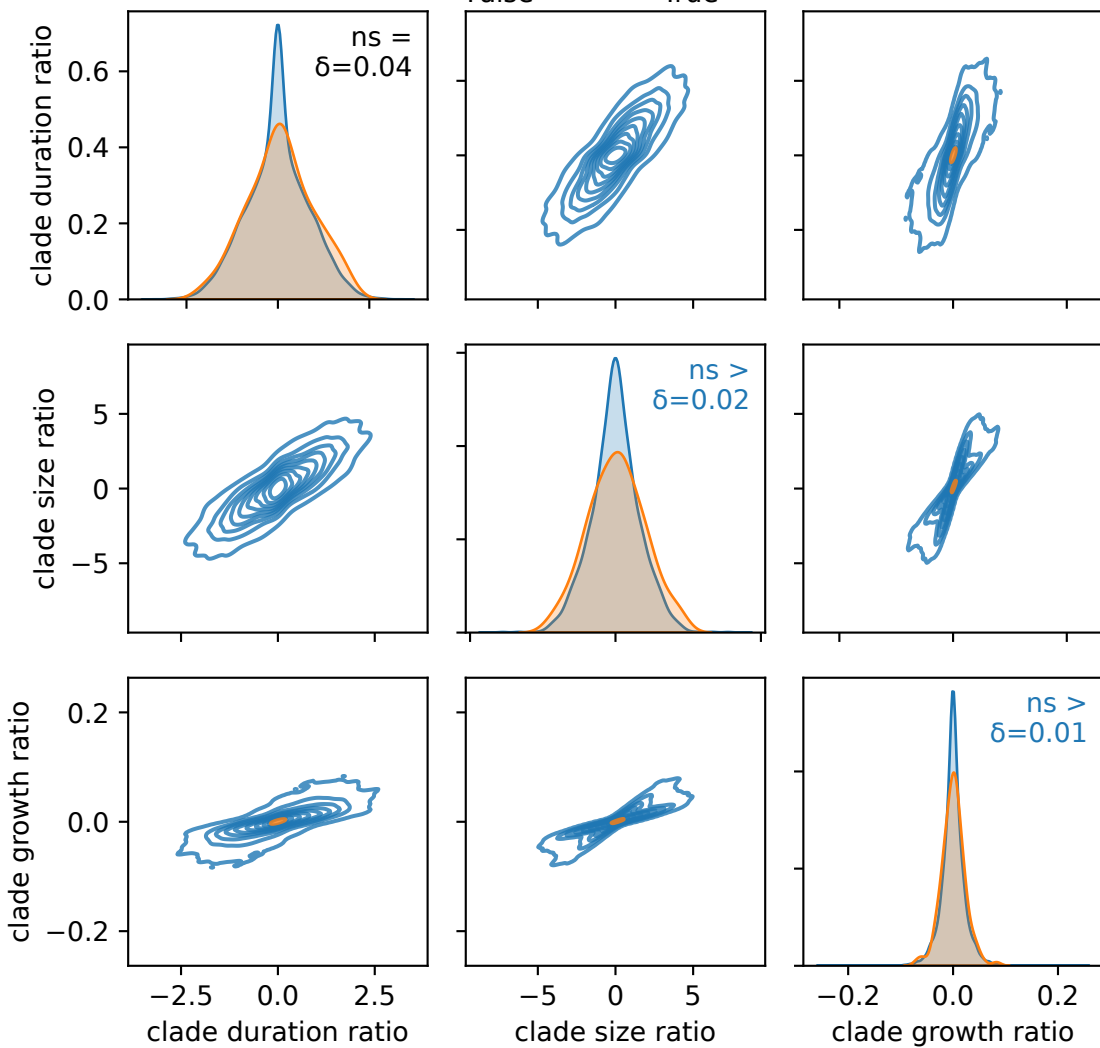 clade duration ratio
0.6
0.4
0.2
0.0
ns =
δ=0.04
clade size ratio
5
0
−5
ns >
δ=0.02
clade growth ratio
0.2
0.0
−0.2
ns >
δ=0.01
−2.5 0.0 2.5
−5 0 5
−0.2 0.0 0.2
clade duration ratio
clade size ratio
clade growth ratio